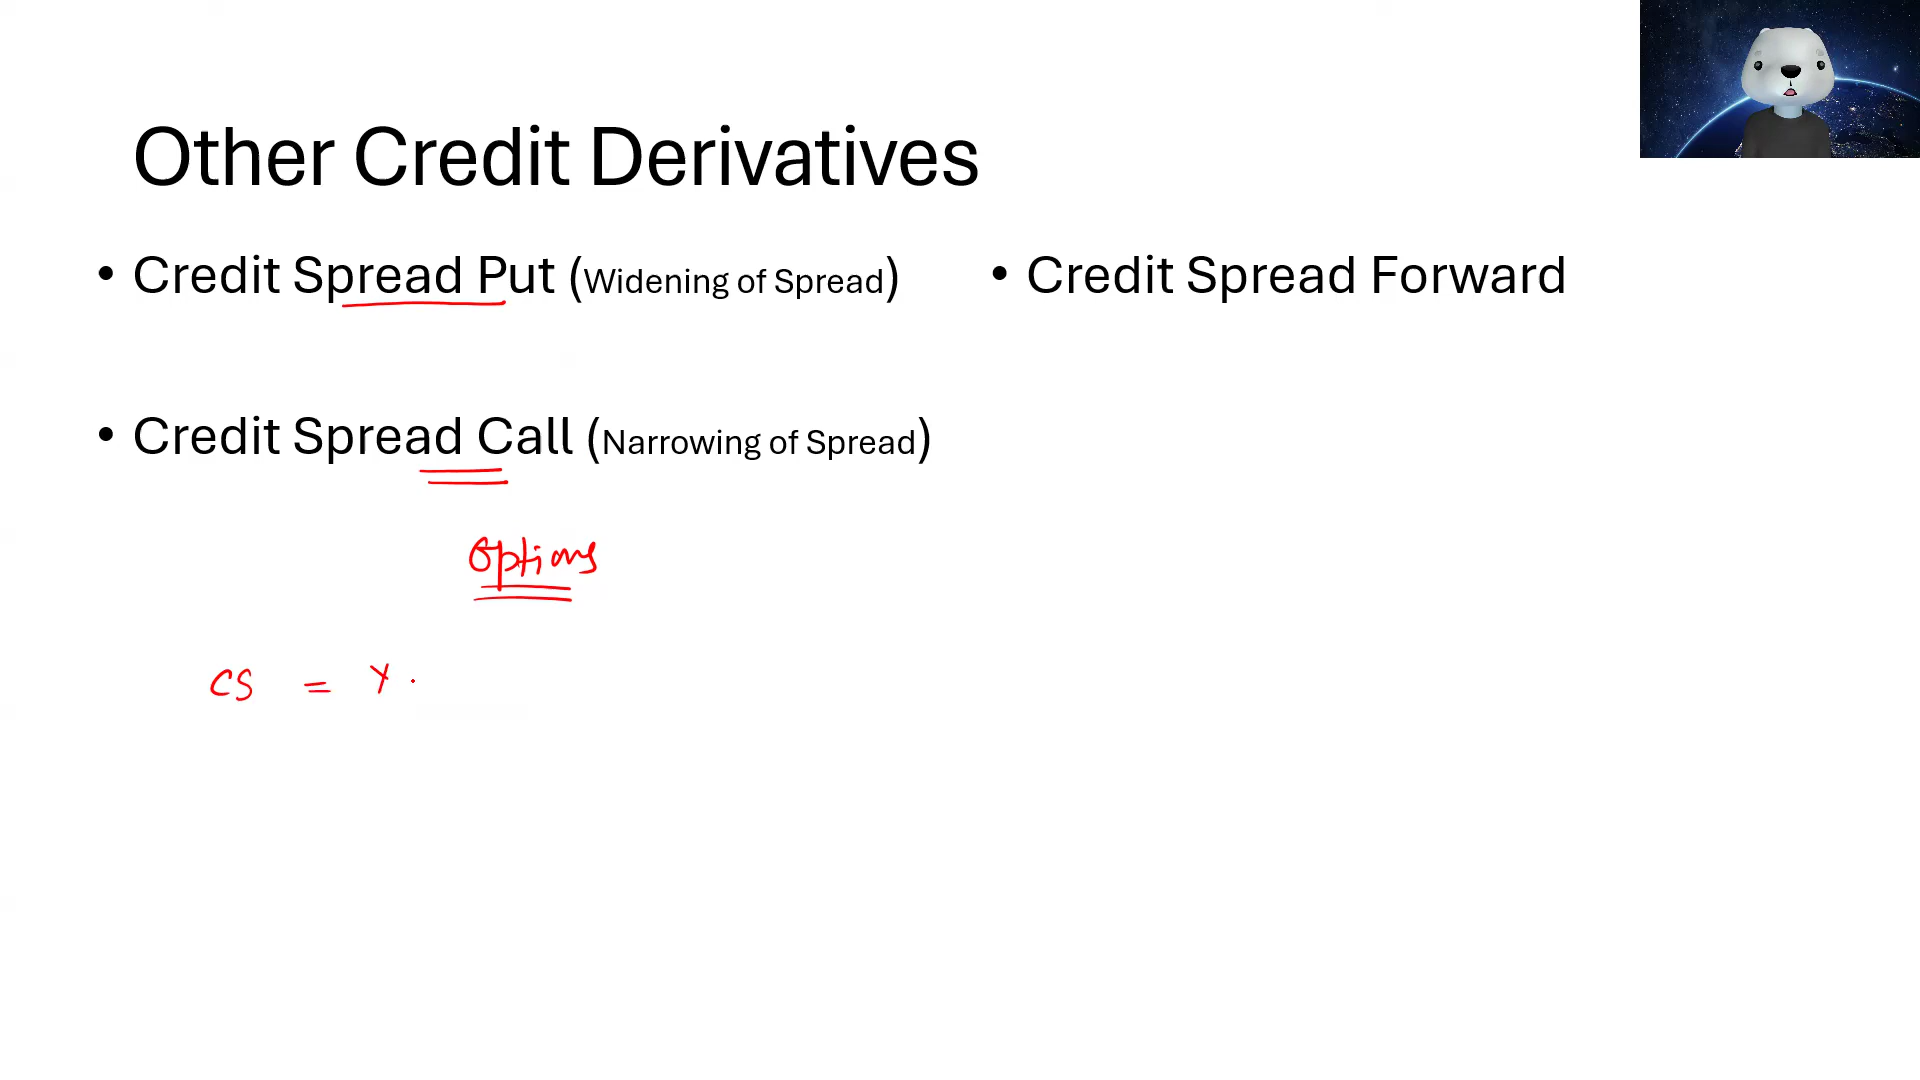 Other Credit Derivatives
• Credit Spread Put (Widening of Spread)
• Credit Spread Call (Narrowing of Spread)
Options
CS = Y.
• Credit Spread Forward